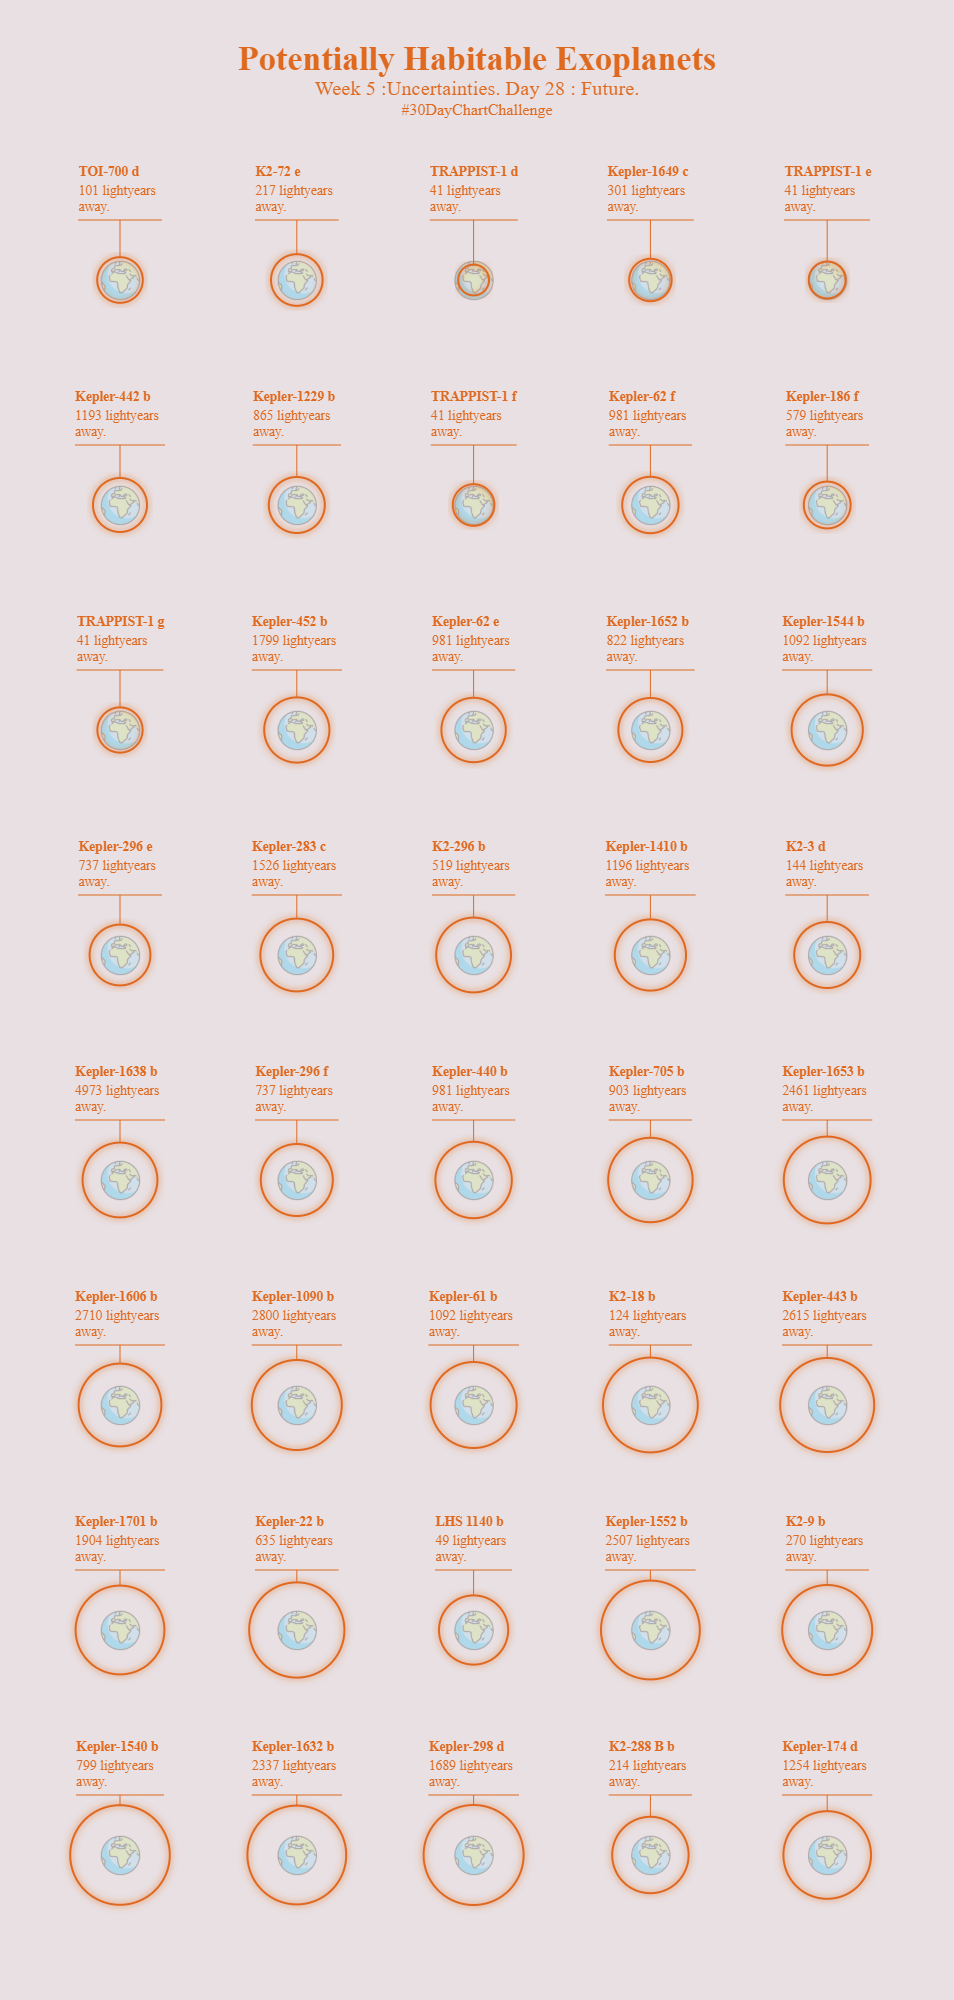 Potentially Habitable Exoplanets
Week 5 :Uncertainties. Day 28 : Future.
#30DayChartChallenge
TOI-700 d
101 lightyears
away.
K2-72 e
217 lightyears
away.
TRAPPIST-1 d
41 lightyears
away.
Kepler-1649 c
301 lightyears
away.
TRAPPIST-1 e
41 lightyears
away.
Kepler-442 b
1193 lightyears
away.
Kepler-1229 b
865 lightyears
away.
TRAPPIST-1 f
41 lightyears
away.
Kepler-62 f
981 lightyears
away.
Kepler-186 f
579 lightyears
away.
TRAPPIST-1 g
41 lightyears
away.
Kepler-452 b
1799 lightyears
away.
Kepler-62 e
981 lightyears
away.
Kepler-1652 b
822 lightyears
away.
Kepler-1544 b
1092 lightyears
away.
Kepler-296 e
737 lightyears
away.
Kepler-283 c
1526 lightyears
away.
K2-296 b
519 lightyears
away.
Kepler-1410 b
1196 lightyears
away.
K2-3 d
144 lightyears
away.
Kepler-1638 b
4973 lightyears
away.
Kepler-296 f
737 lightyears
away.
Kepler-440 b
981 lightyears
away.
Kepler-705 b
903 lightyears
away.
Kepler-1653 b
2461 lightyears
away.
Kepler-1606 b
2710 lightyears
away.
Kepler-1090 b
2800 lightyears
away.
Kepler-61 b
1092 lightyears
away.
K2-18 b
124 lightyears
away.
Kepler-443 b
2615 lightyears
away.
Kepler-1701 b
1904 lightyears
away.
Kepler-22 b
635 lightyears
away.
LHS 1140 b
49 lightyears
away.
Kepler-1552 b
2507 lightyears
away.
K2-9 b
270 lightyears
away.
Kepler-1540 b
799 lightyears
away.
Kepler-1632 b
2337 lightyears
away.
Kepler-298 d
1689 lightyears
away.
K2-288 B b
214 lightyears
away.
Kepler-174 d
1254 lightyears
away.